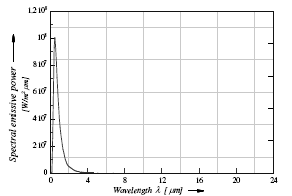 1.2 10⁸
10⁸
8 10⁷
6 10⁷
4 10⁷
2 10⁷
0
Spectral emissive power
[W/m² μm]
0 4 8 12 16 20 24
Wavelength λ [ μm]